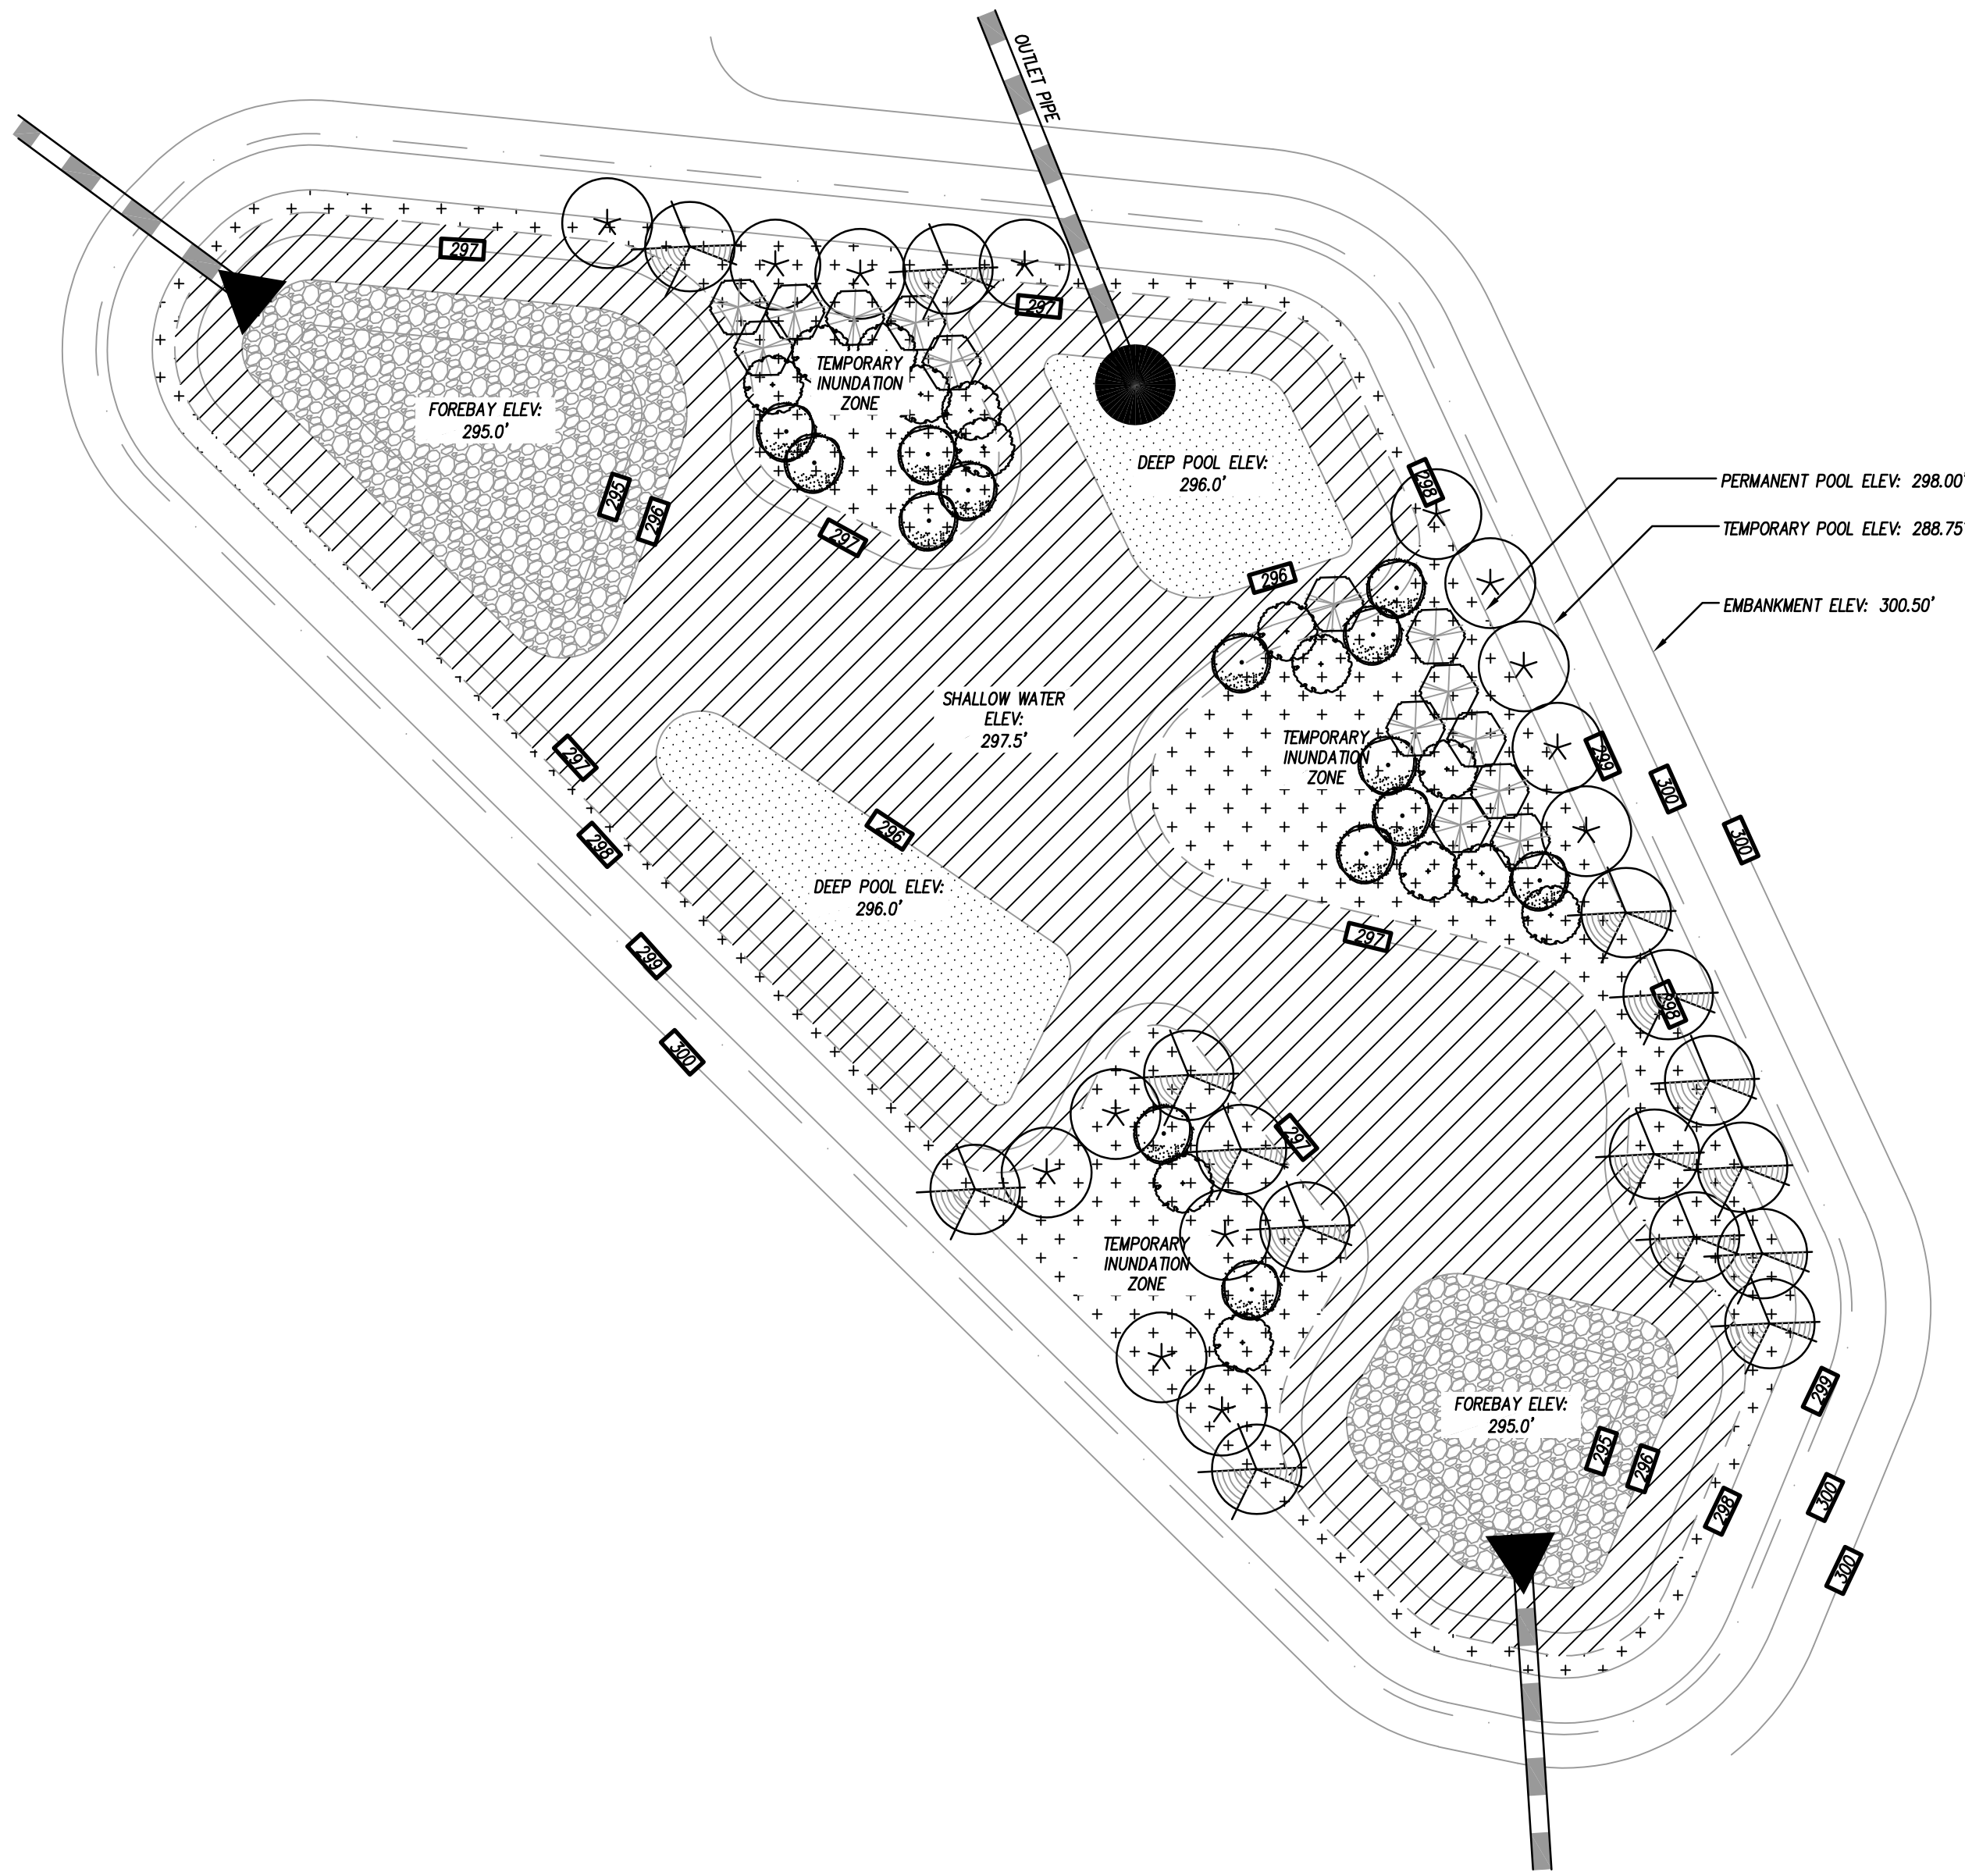 OUTLET PIPE
297
297
TEMPORARY
INUNDATION
ZONE
FOREBAY ELEV:
295.0'
DEEP POOL ELEV:
296.0'
298
PERMANENT POOL ELEV: 298.00'
TEMPORARY POOL ELEV: 288.75'
EMBANKMENT ELEV: 300.50'
295
296
297
296
SHALLOW WATER
ELEV:
297.5'
TEMPORARY
INUNDATION
ZONE
297
299
300
300
298
296
DEEP POOL ELEV:
296.0'
297
299
298
300
297
TEMPORARY
INUNDATION
ZONE
FOREBAY ELEV:
295.0'
299
295
296
298
300
300